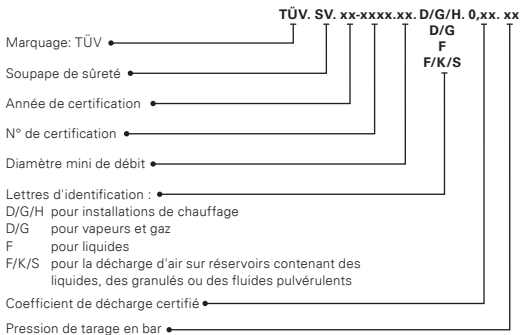 TÜV. SV. xx-xxxx.xx. D/G/H. 0,xx. xx
D/G
F
F/K/S
Marquage: TÜV
Soupape de sûreté
Année de certification
N° de certification
Diamètre mini de débit
Lettres d'identification :
D/G/H pour installations de chauffage
D/G pour vapeurs et gaz
F pour liquides
F/K/S pour la décharge d'air sur réservoirs contenant des
liquides, des granulés ou des fluides pulvérulents
Coefficient de décharge certifié
Pression de tarage en bar